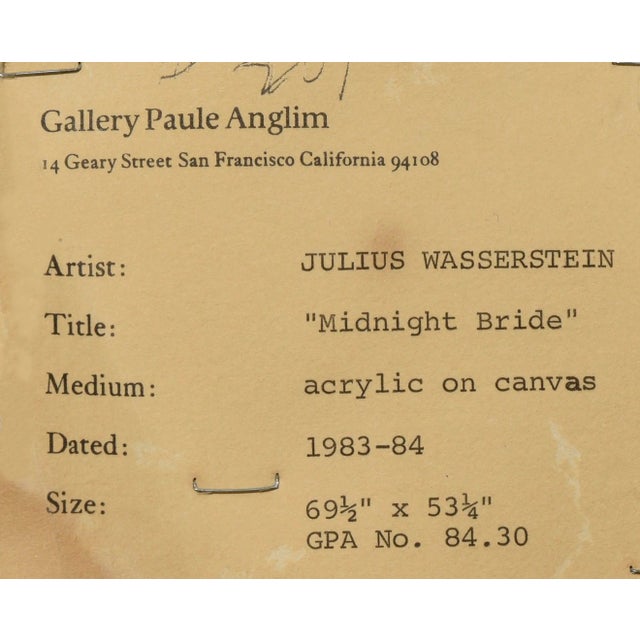 Gallery Paule Anglim
14 Geary Street San Francisco California 94108
Artist: JULIUS WASSERSTEIN
Title: "Midnight Bride"
Medium: acrylic on canvas
Dated: 1983-84
Size: 69½" x 53¼"
GPA No. 84.30